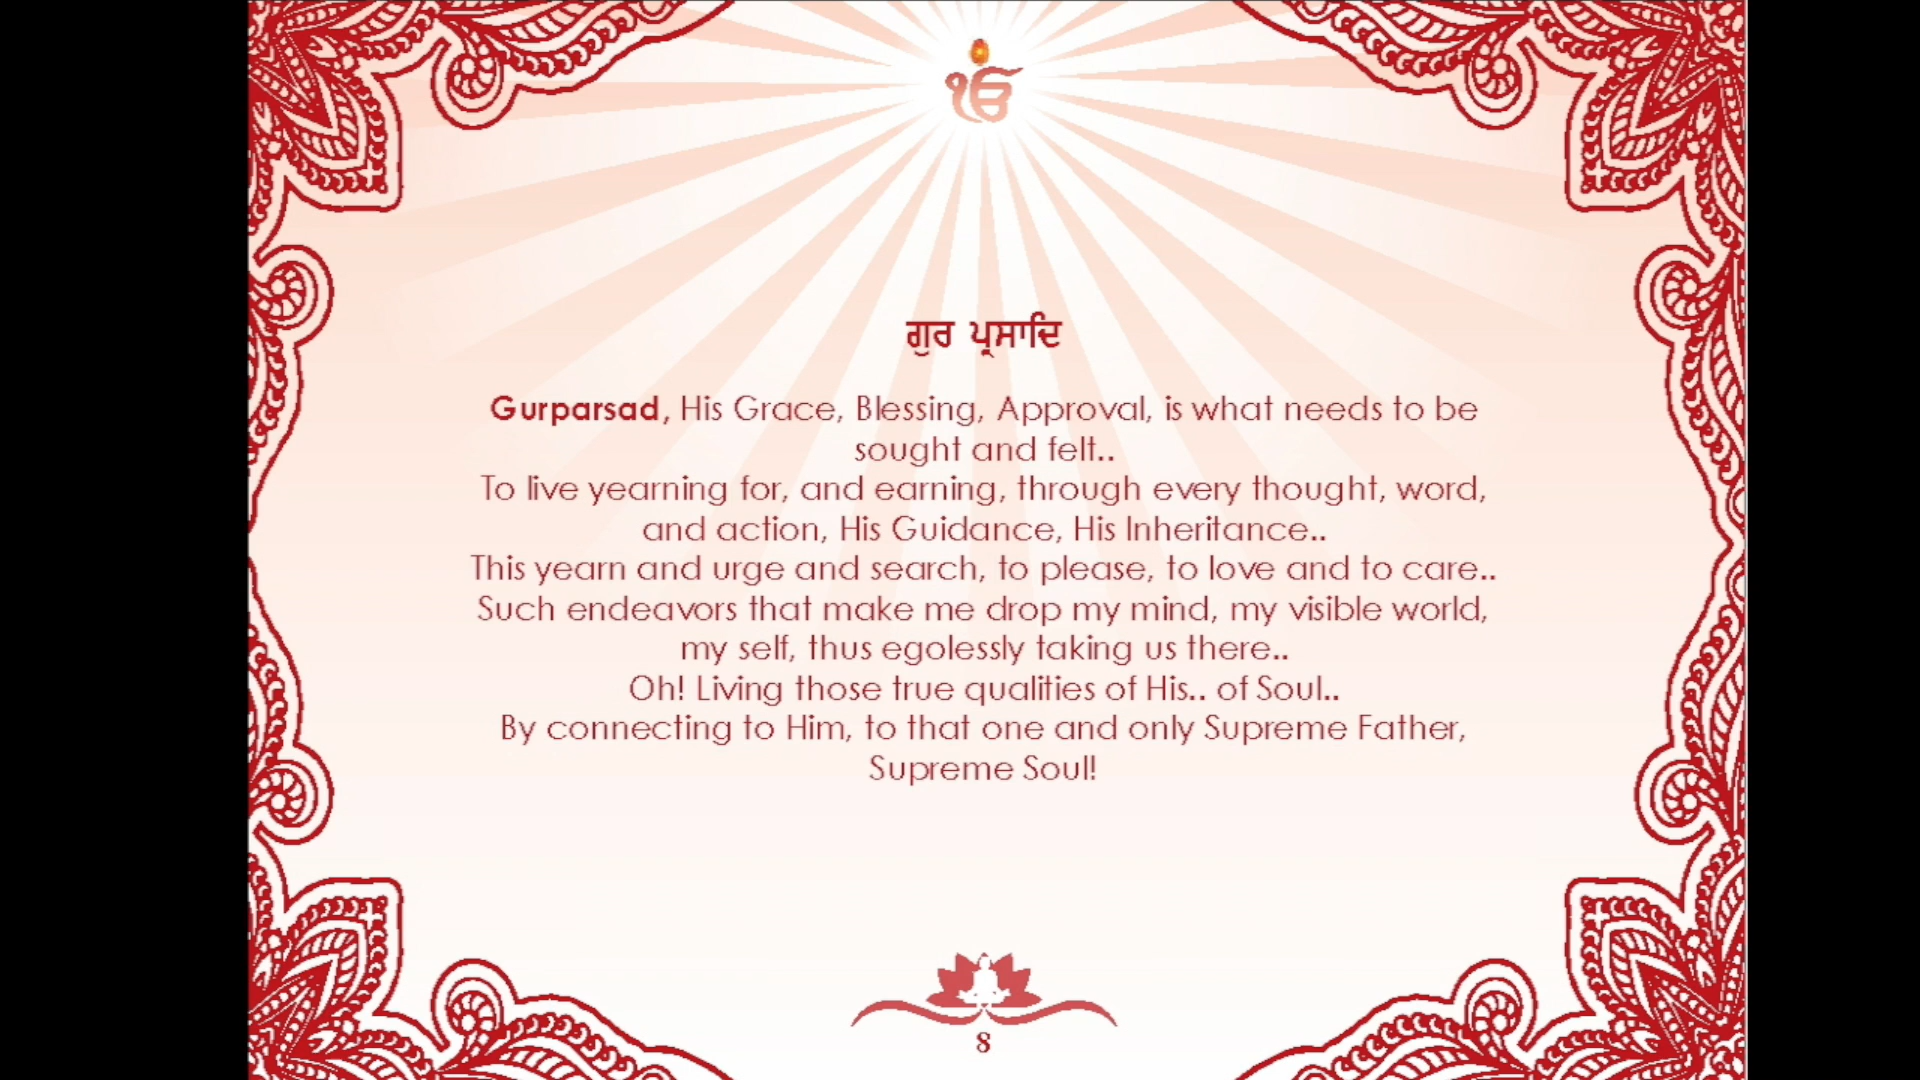 ੴ
ਗੁਰ ਪ੍ਰਸਾਦਿ
Gurparsad, His Grace, Blessing, Approval, is what needs to be
sought and felt..
To live yearning for, and earning, through every thought, word,
and action, His Guidance, His Inheritance..
This yearn and urge and search, to please, to love and to care..
Such endeavors that make me drop my mind, my visible world,
my self, thus egolessly taking us there..
Oh! Living those true qualities of His.. of Soul..
By connecting to Him, to that one and only Supreme Father,
Supreme Soul!
8